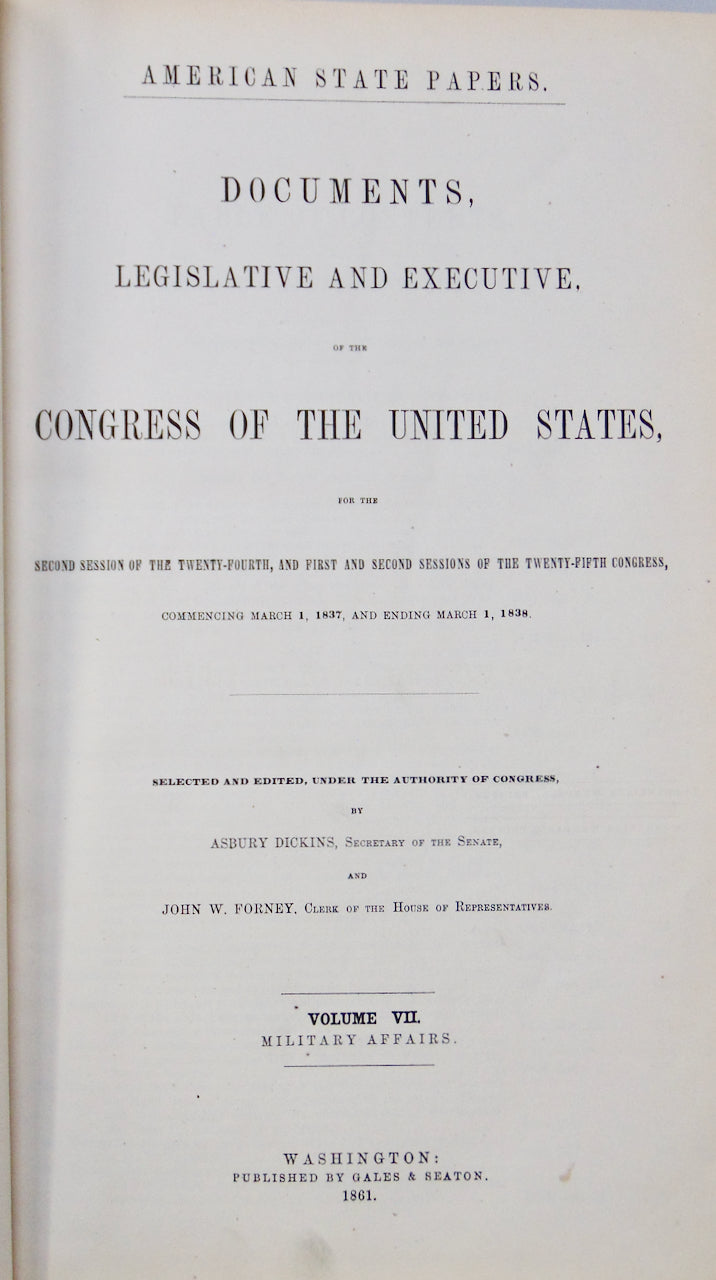 AMERICAN STATE PAPERS.
DOCUMENTS,
LEGISLATIVE AND EXECUTIVE,
OF THE
CONGRESS OF THE UNITED STATES,
FOR THE
SECOND SESSION OF THE TWENTY-FOURTH, AND FIRST AND SECOND SESSIONS OF THE TWENTY-FIFTH CONGRESS,
COMMENCING MARCH 1, 1837, AND ENDING MARCH 1, 1838.
SELECTED AND EDITED, UNDER THE AUTHORITY OF CONGRESS,
BY
ASBURY DICKINS, SECRETARY OF THE SENATE,
AND
JOHN W. FORNEY, CLERK OF THE HOUSE OF REPRESENTATIVES.
VOLUME VII.
MILITARY AFFAIRS.
WASHINGTON:
PUBLISHED BY GALES & SEATON.
1861.